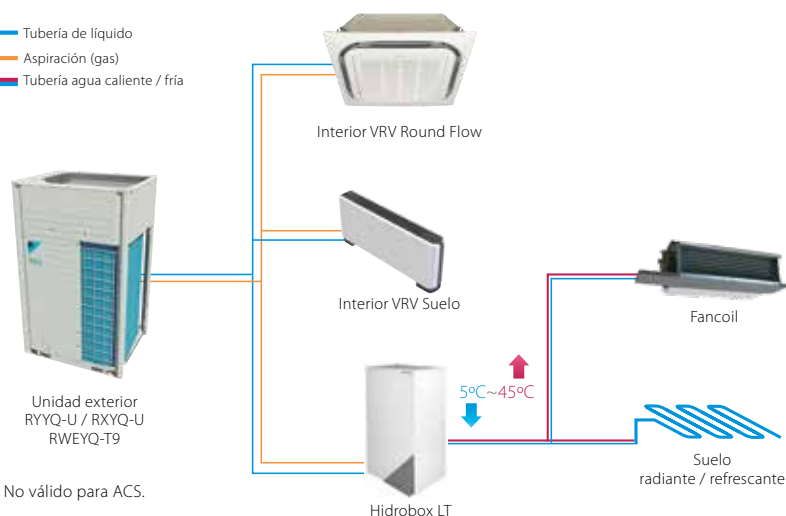 Tubería de líquido
Aspiración (gas)
Tubería agua caliente / fría
Interior VRV Round Flow
Interior VRV Suelo
Fancoil
5ºC~45ºC
Unidad exterior
RYYQ-U / RXYQ-U
RWEYQ-T9
Suelo
radiante / refrescante
No válido para ACS.
Hidrobox LT